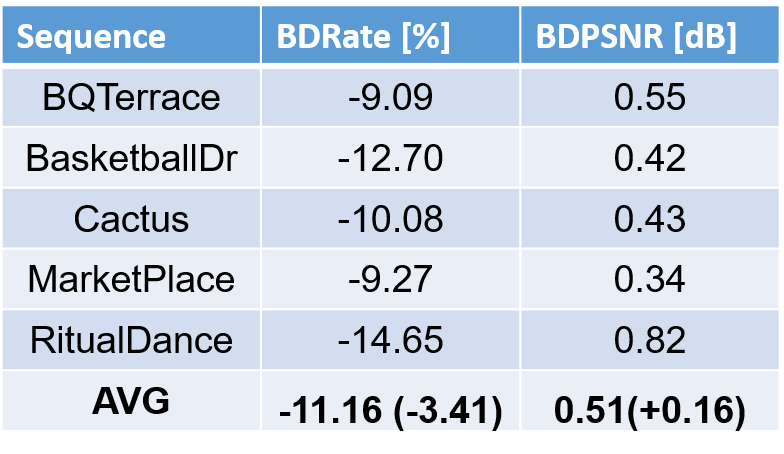 Sequence BDRate [%] BDPSNR [dB]
BQTerrace -9.09 0.55
BasketballDr -12.70 0.42
Cactus -10.08 0.43
MarketPlace -9.27 0.34
RitualDance -14.65 0.82
AVG -11.16 (-3.41) 0.51(+0.16)